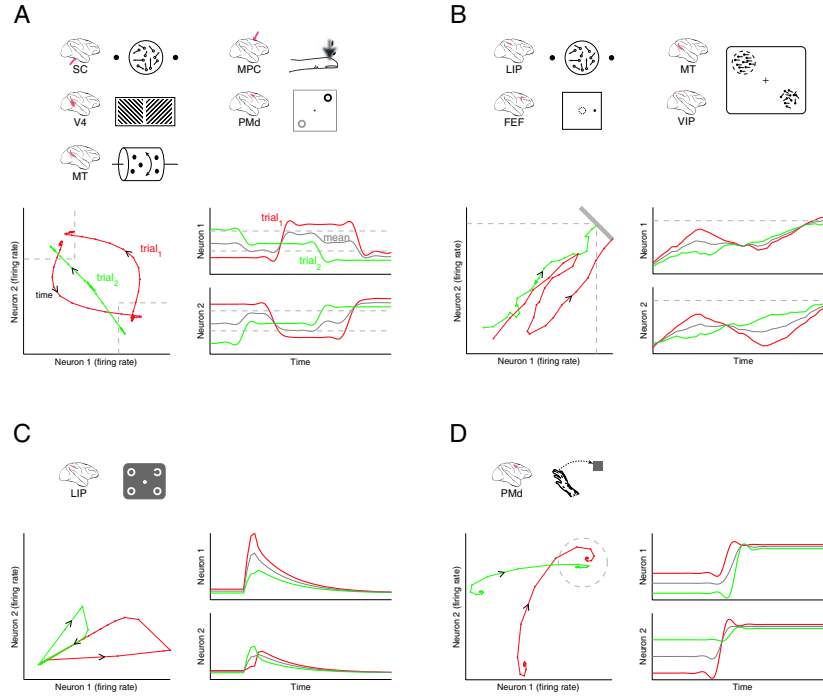 A
SC
MPC
V4
PMd
MT
Neuron 2 (firing rate)
trial1
trial2
time
Neuron 1 (firing rate)
Neuron 1
trial1
mean
trial2
Neuron 2
Time
B
LIP
MT
FEF
VIP
Neuron 2 (firing rate)
Neuron 1 (firing rate)
Neuron 1
Neuron 2
Time
C
LIP
Neuron 2 (firing rate)
Neuron 1 (firing rate)
Neuron 1
Neuron 2
Time
D
PMd
Neuron 2 (firing rate)
Neuron 1 (firing rate)
Neuron 1
Neuron 2
Time